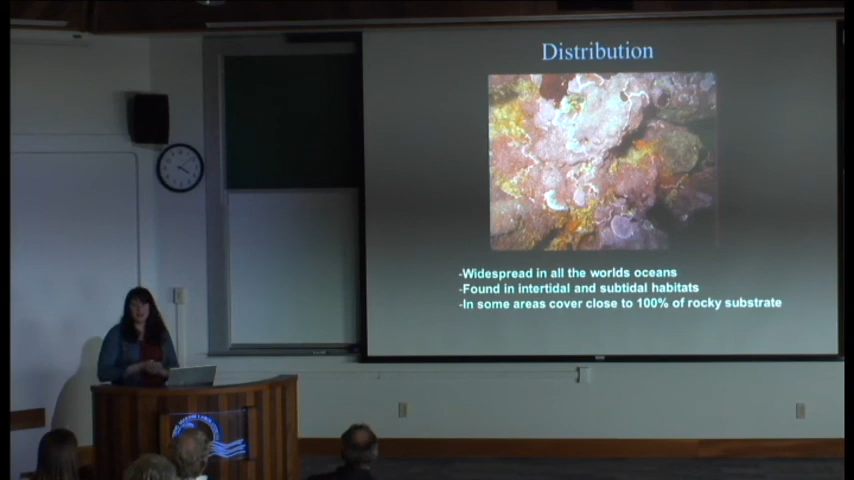 Distribution
-Widespread in all the worlds oceans
-Found in intertidal and subtidal habitats
-In some areas cover close to 100% of rocky substrate